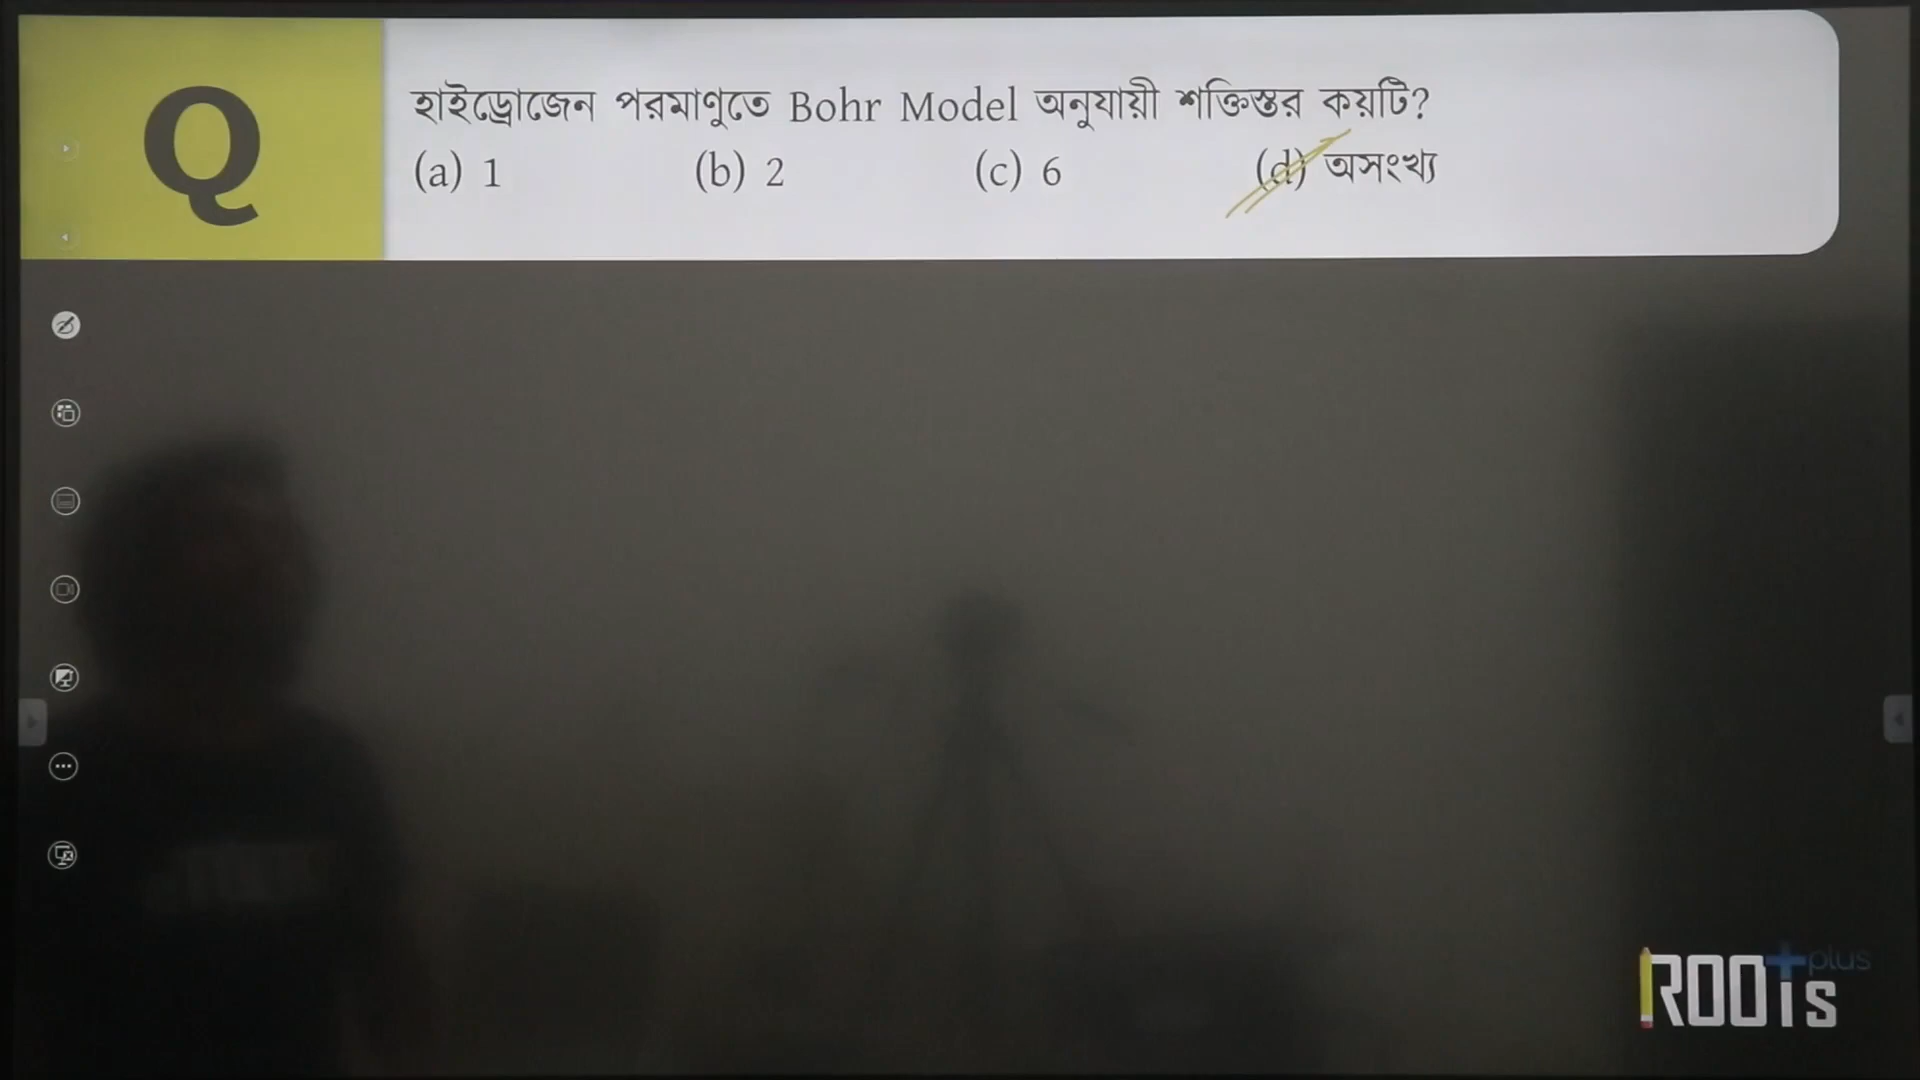 Q
হাইড্রোজেন পরমাণুতে Bohr Model অনুযায়ী শক্তিস্তর কয়টি?
(a) 1 (b) 2 (c) 6 (d) অসংখ্য
ROOTs plus